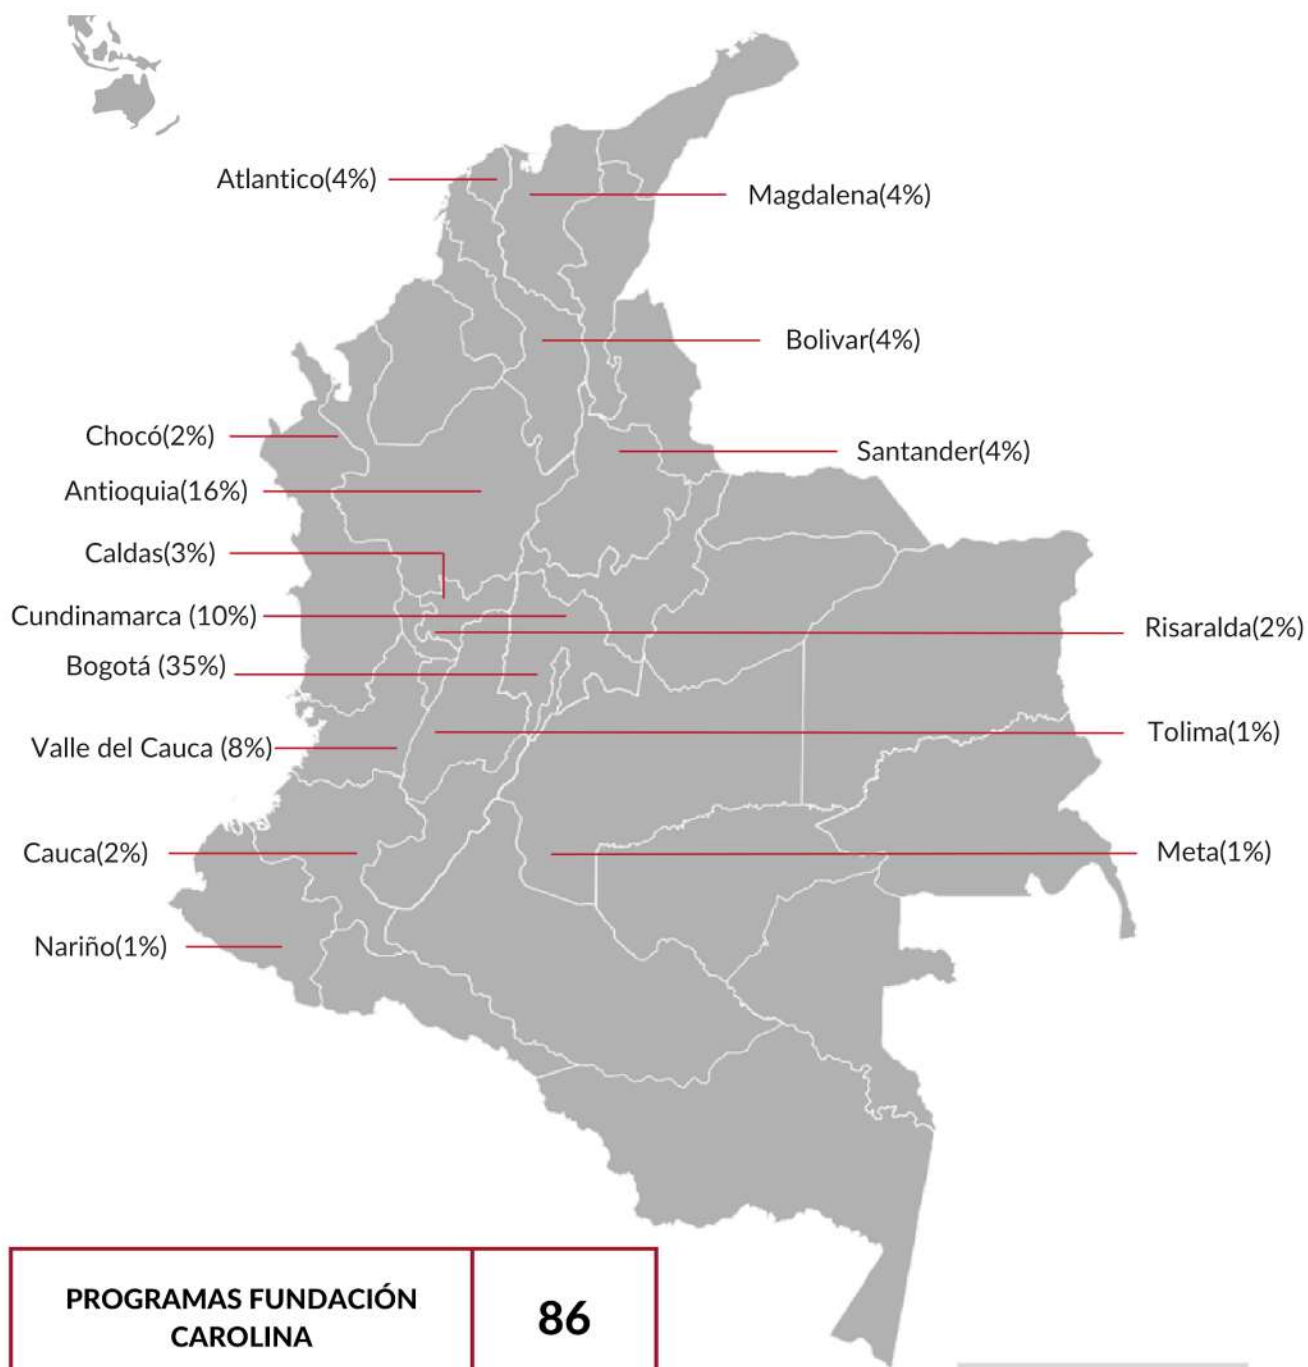 Atlantico(4%)
Magdalena(4%)
Bolivar(4%)
Chocó(2%)
Santander(4%)
Antioquia(16%)
Caldas(3%)
Cundinamarca (10%)
Risaralda(2%)
Bogotá (35%)
Valle del Cauca (8%)
Tolima(1%)
Cauca(2%)
Meta(1%)
Nariño(1%)
PROGRAMAS FUNDACIÓN
CAROLINA
86